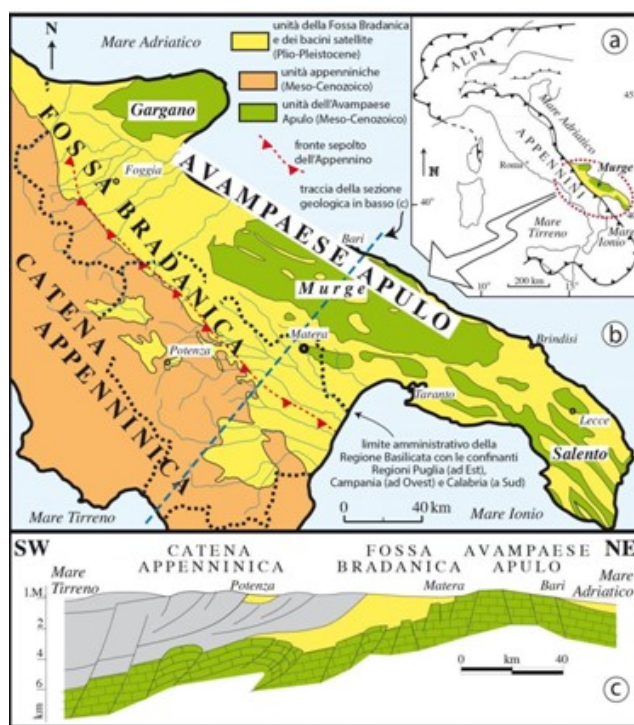 Mare Adriatico
N
unità della Fossa Bradanica
e dei bacini satellite
(Plio-Pleistocene)
unità appenniniche
(Meso-Cenozoico)
unità dell'Avampaese
Apulo (Meso-Cenozoico)
fronte sepolto
dell'Appennino
traccia della sezione
geologica in basso (c)
a
ALPI
45
Mare Adriatico
APPENNINI
Roma
Murge
N
40°
Mare
Tirreno
Mare
Ionio
10°
200 km
15°
Gargano
FOSSA BRADANICA
Foggia
AVAMPAESE APULO
Bari
Murge
b
CATENA
APPENNINICA
Matera
Potenza
Brindisi
Taranto
Lecce
Salento
limite amministrativo della
Regione Basilicata con le confinanti
Regioni Puglia (ad Est),
Campania (ad Ovest) e Calabria (a Sud)
Mare Tirreno
0 40 km
Mare Ionio
SW
CATENA
APPENNINICA
FOSSA
BRADANICA
AVAMPAESE
APULO
NE
Mare
Tirreno
Potenza
Matera
Bari
Mare
Adriatico
2
4
6
km
0 km 40
c